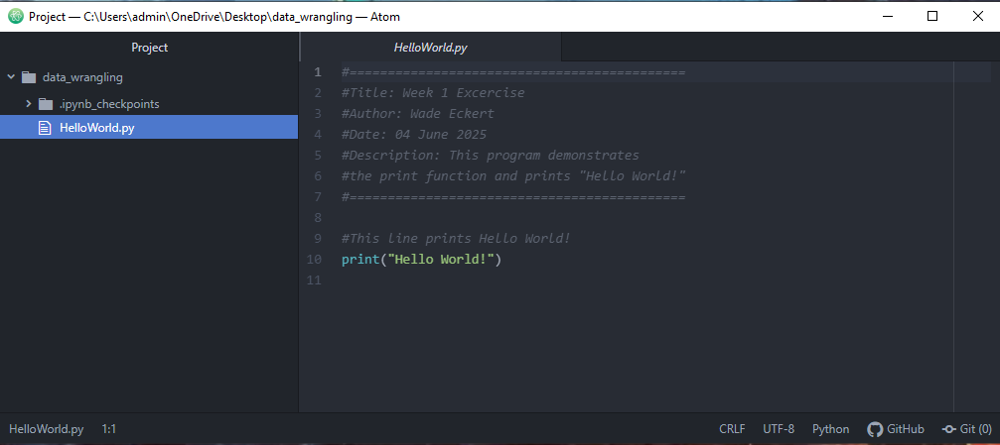 Project — C:\Users\admin\OneDrive\Desktop\data_wrangling — Atom
Project
HelloWorld.py
data_wrangling
.ipynb_checkpoints
HelloWorld.py
1 #============================================
2 #Title: Week 1 Excercise
3 #Author: Wade Eckert
4 #Date: 04 June 2025
5 #Description: This program demonstrates
6 #the print function and prints "Hello World!"
7 #============================================
8
9 #This line prints Hello World!
10 print("Hello World!")
11
HelloWorld.py 1:1 CRLF UTF-8 Python GitHub Git (0)